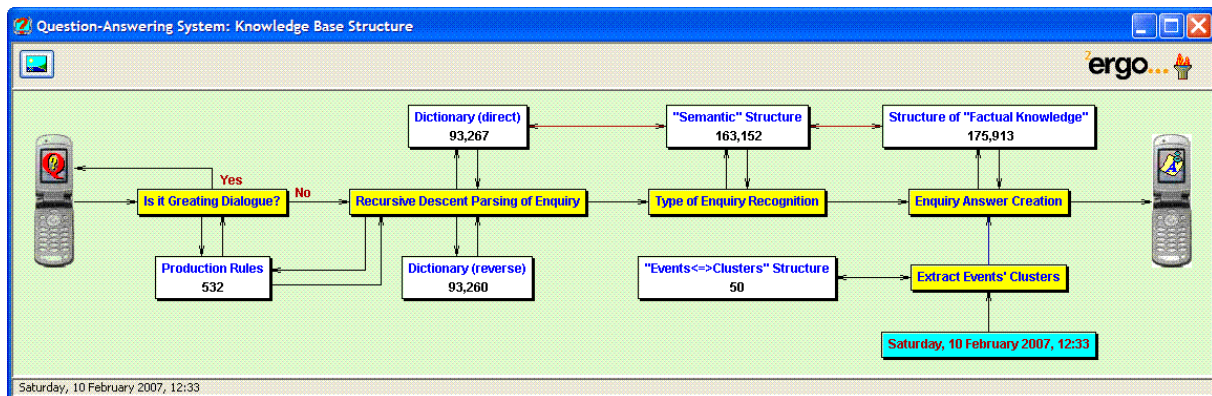 Question-Answering System: Knowledge Base Structure
2ergo...
Dictionary (direct)
93,267
"Semantic" Structure
163,152
Structure of "Factual Knowledge"
175,913
Yes
No
Is it Greating Dialogue?
Recursive Descent Parsing of Enquiry
Type of Enquiry Recognition
Enquiry Answer Creation
Production Rules
532
Dictionary (reverse)
93,260
"Events<=>Clusters" Structure
50
Extract Events' Clusters
Saturday, 10 February 2007, 12:33
Saturday, 10 February 2007, 12:33